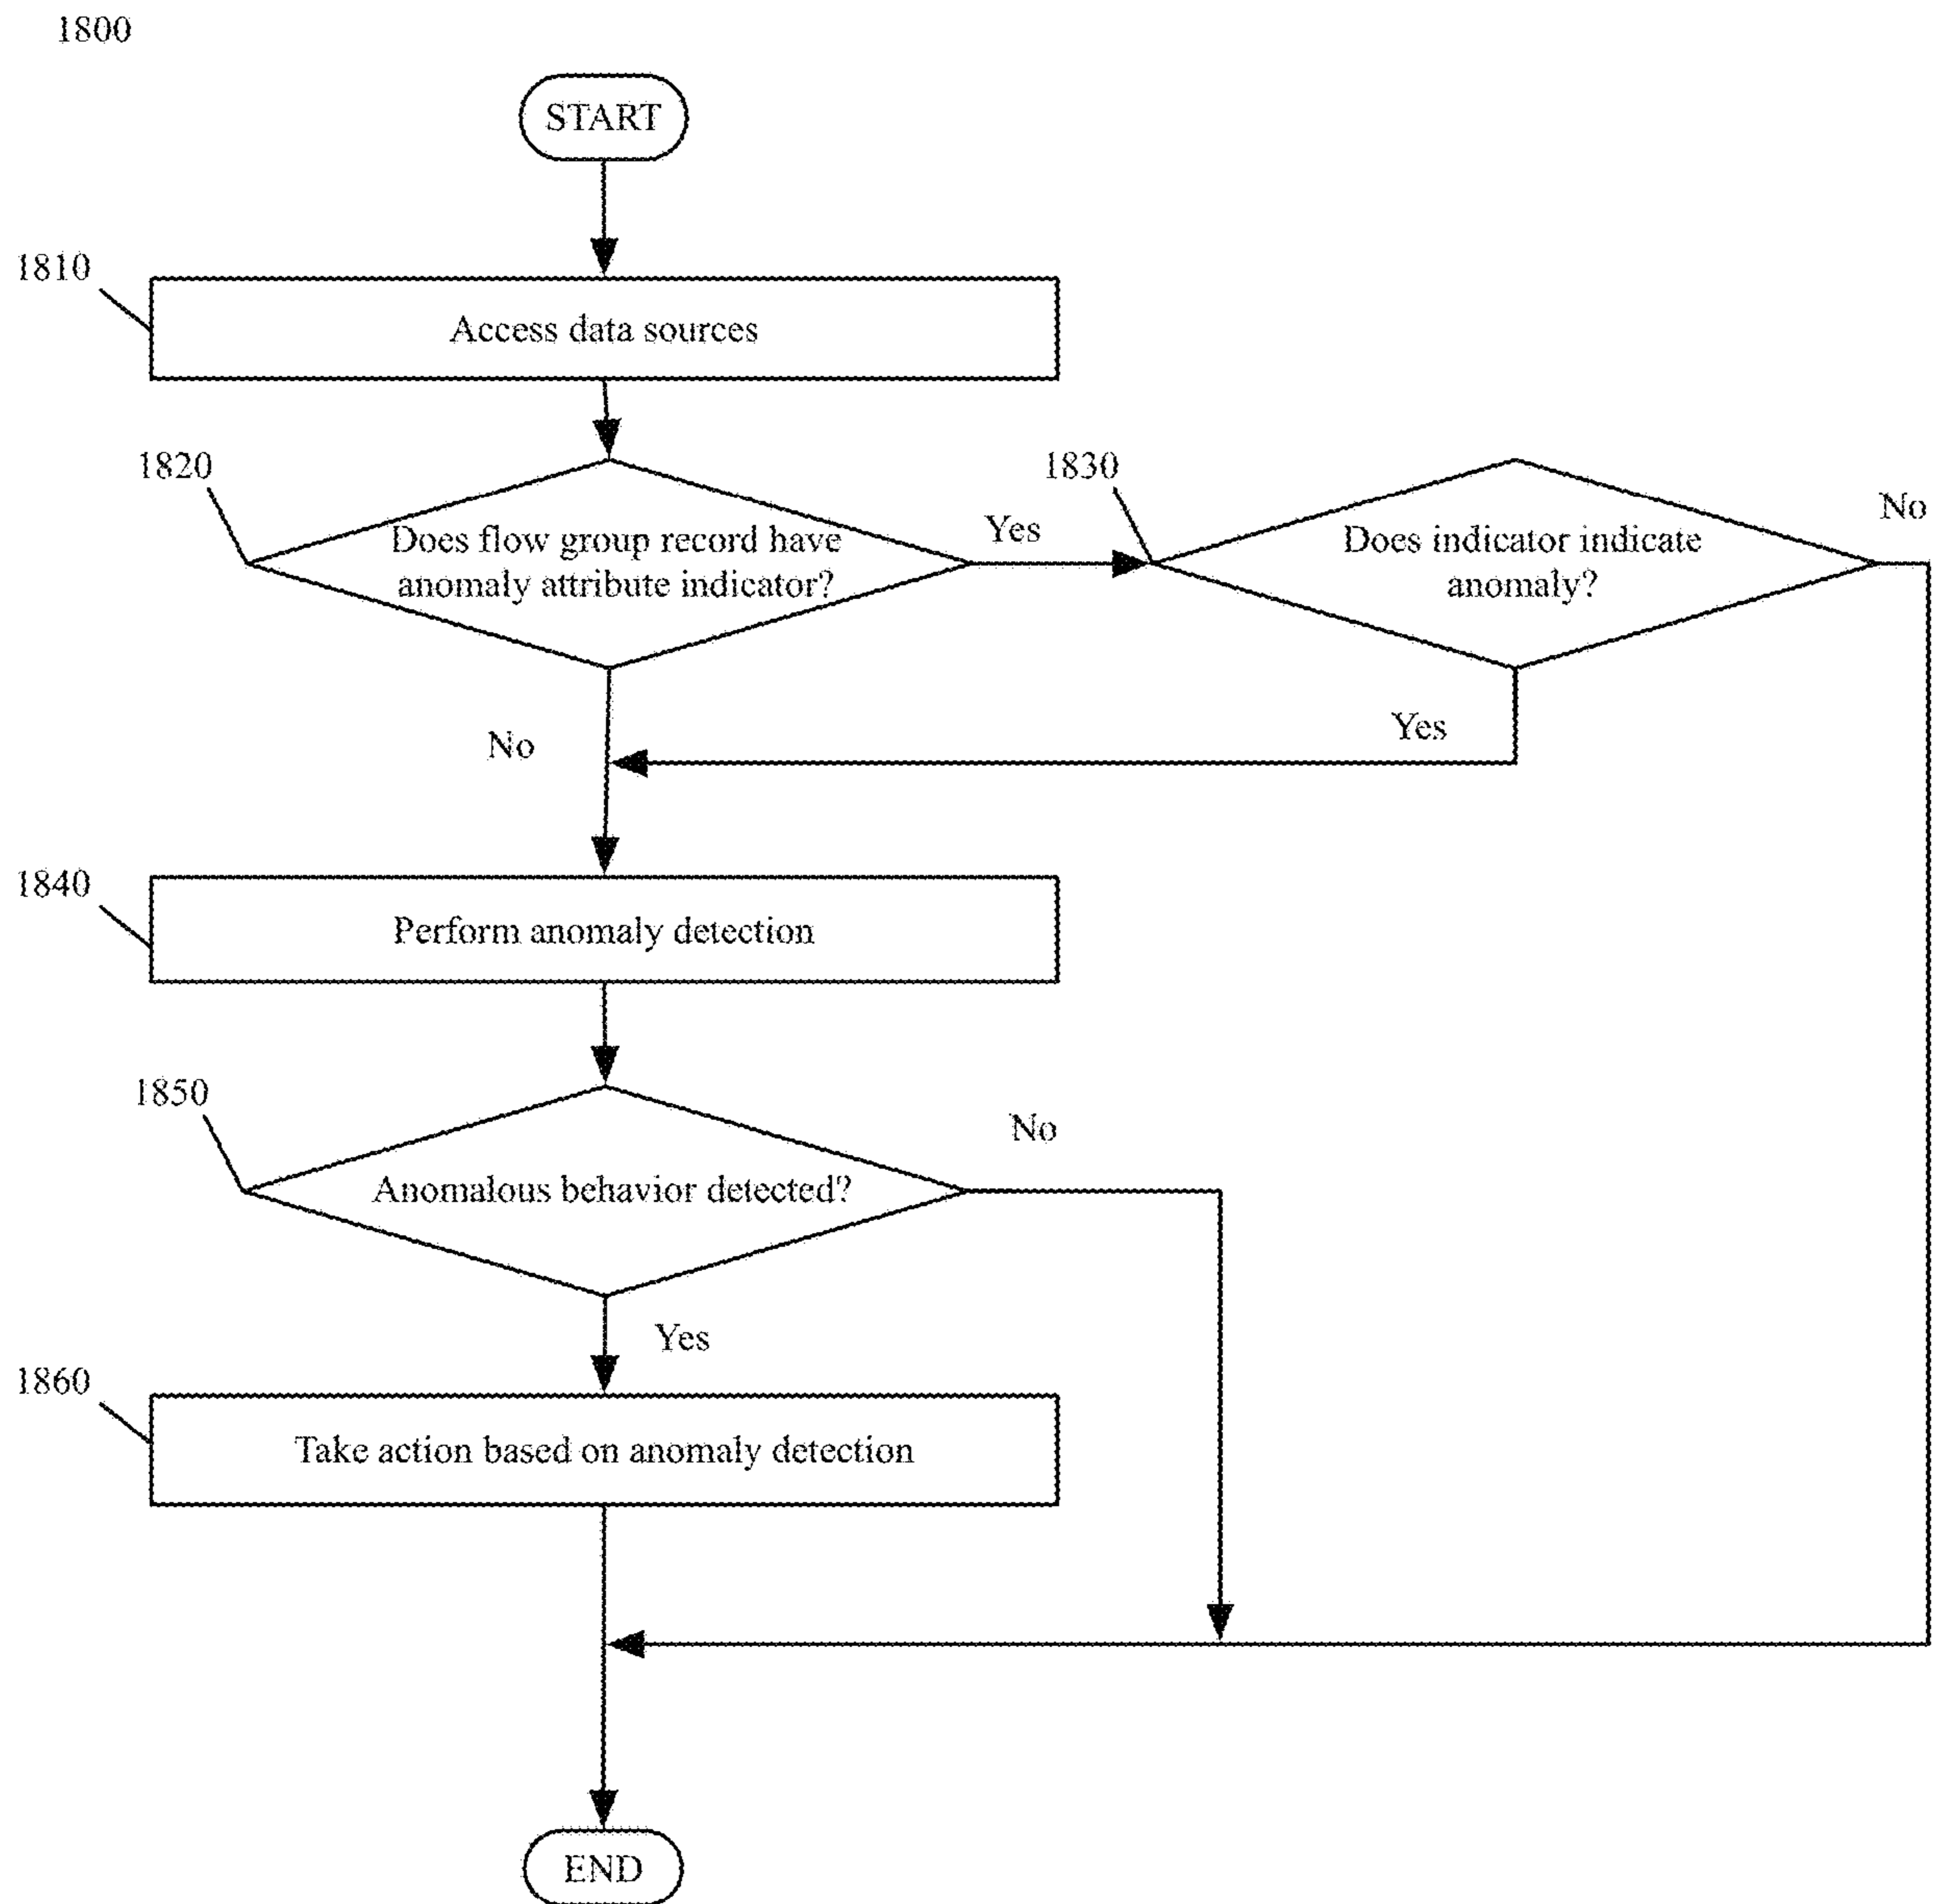 1800
START
1810
Access data sources
1820
Does flow group record have
anomaly attribute indicator?
Yes
1830
Does indicator indicate
anomaly?
No
No
Yes
1840
Perform anomaly detection
1850
Anomalous behavior detected?
No
Yes
1860
Take action based on anomaly detection
END